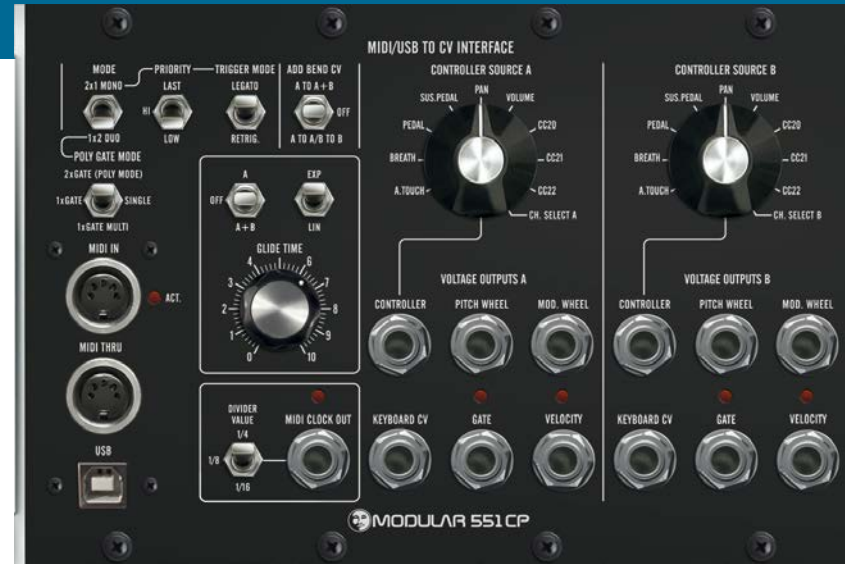 MIDI/USB TO CV INTERFACE
MODE
2x1 MONO
1x2 DUO
PRIORITY
LAST
HI
LOW
TRIGGER MODE
LEGATO
RETRIG.
ADD BEND CV
A TO A+B
OFF
A TO A/B TO B
POLY GATE MODE
2xGATE (POLY MODE)
1xGATE
SINGLE
1xGATE MULTI
MIDI IN
ACT.
MIDI THRU
USB
A
OFF
A+B
EXP
LIN
GLIDE TIME
0
1
2
3
4
6
7
8
9
10
DIVIDER
VALUE
1/4
1/8
1/16
MIDI CLOCK OUT
CONTROLLER SOURCE A
PAN
SUS.PEDAL
VOLUME
PEDAL
CC20
BREATH
CC21
A.TOUCH
CC22
CH. SELECT A
VOLTAGE OUTPUTS A
CONTROLLER
PITCH WHEEL
MOD. WHEEL
KEYBOARD CV
GATE
VELOCITY
CONTROLLER SOURCE B
PAN
SUS.PEDAL
VOLUME
PEDAL
CC20
BREATH
CC21
A.TOUCH
CC22
CH. SELECT B
VOLTAGE OUTPUTS B
CONTROLLER
PITCH WHEEL
MOD. WHEEL
KEYBOARD CV
GATE
VELOCITY
MODULAR 551CP